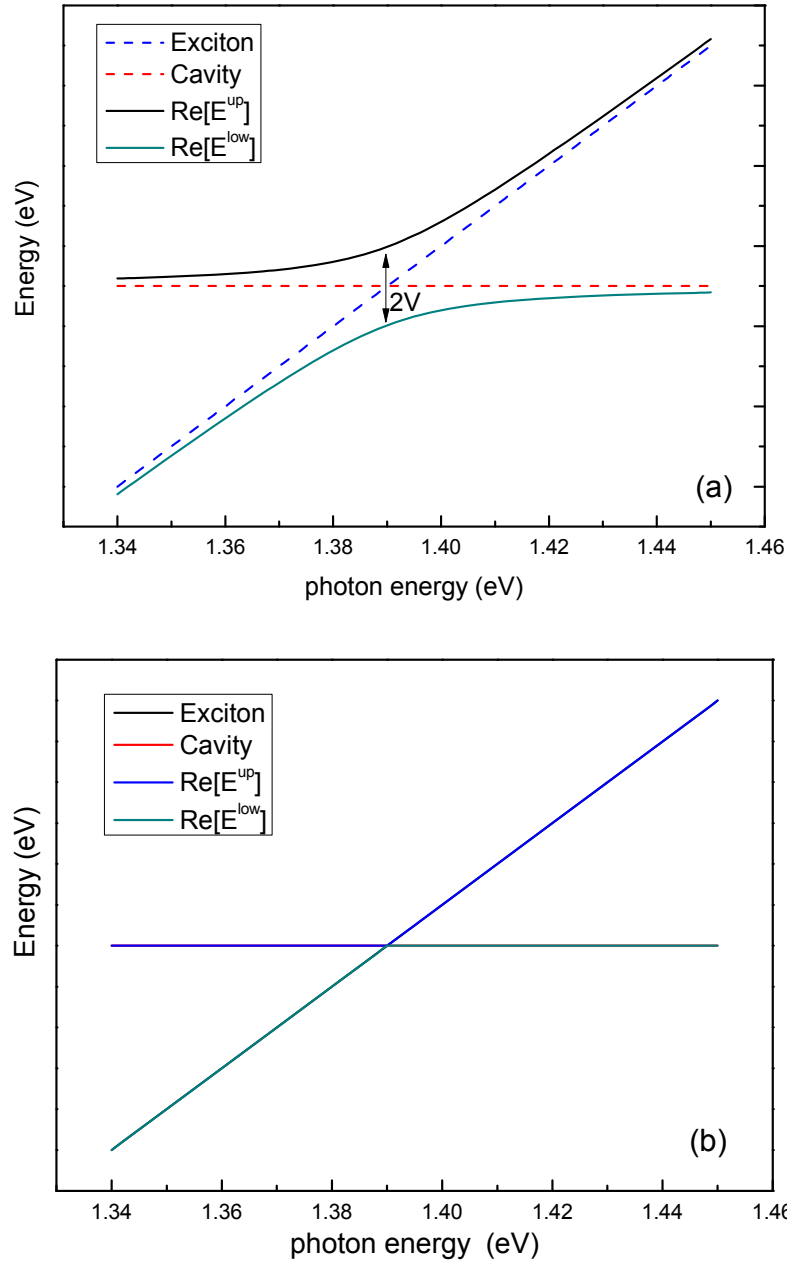 Exciton
Cavity
Re[E^up]
Re[E^low]
Energy (eV)
2V
(a)
1.34 1.36 1.38 1.40 1.42 1.44 1.46
photon energy (eV)
Exciton
Cavity
Re[E^up]
Re[E^low]
Energy (eV)
(b)
1.34 1.36 1.38 1.40 1.42 1.44 1.46
photon energy (eV)